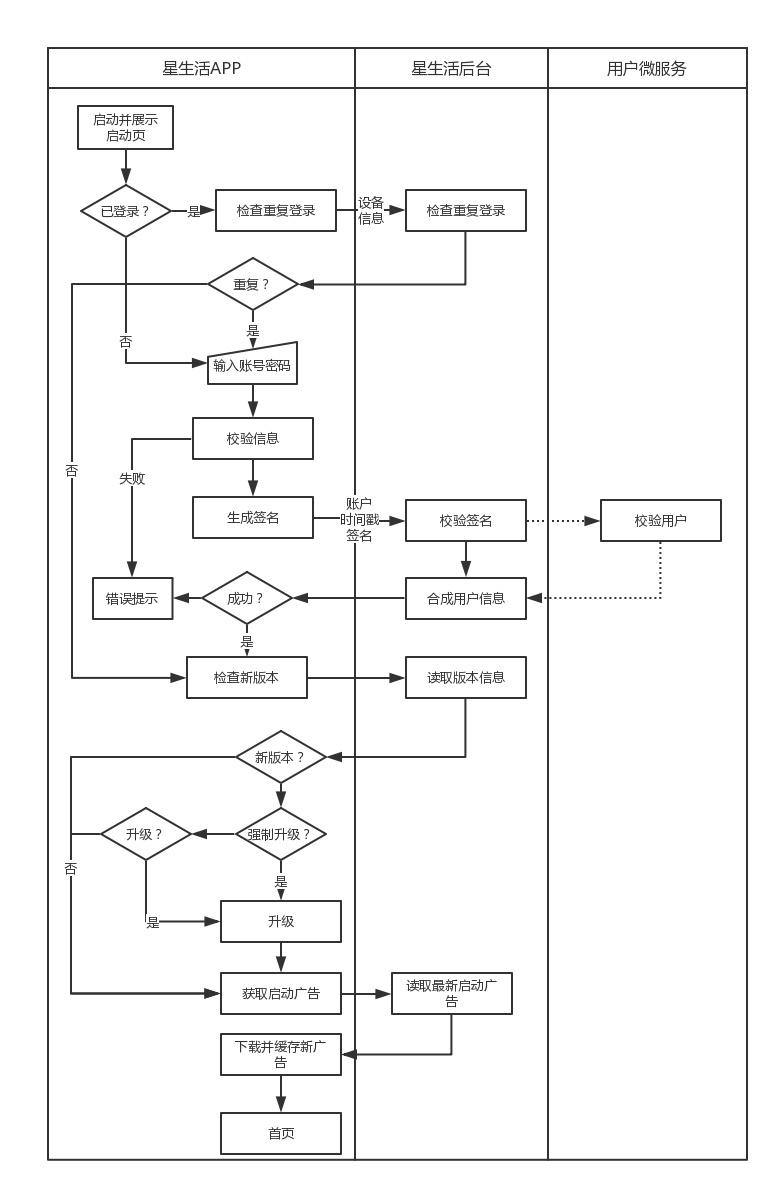 星生活APP
星生活后台
用户微服务
启动并展示
启动页
已登录？
是
检查重复登录
设备
信息
检查重复登录
重复？
是
否
输入账号密码
校验信息
否
失败
生成签名
账户
时间戳
签名
校验签名
校验用户
错误提示
成功？
合成用户信息
是
检查新版本
读取版本信息
新版本？
升级？
强制升级？
否
是
是
升级
获取启动广告
读取最新启动广
告
下载并缓存新广
告
首页